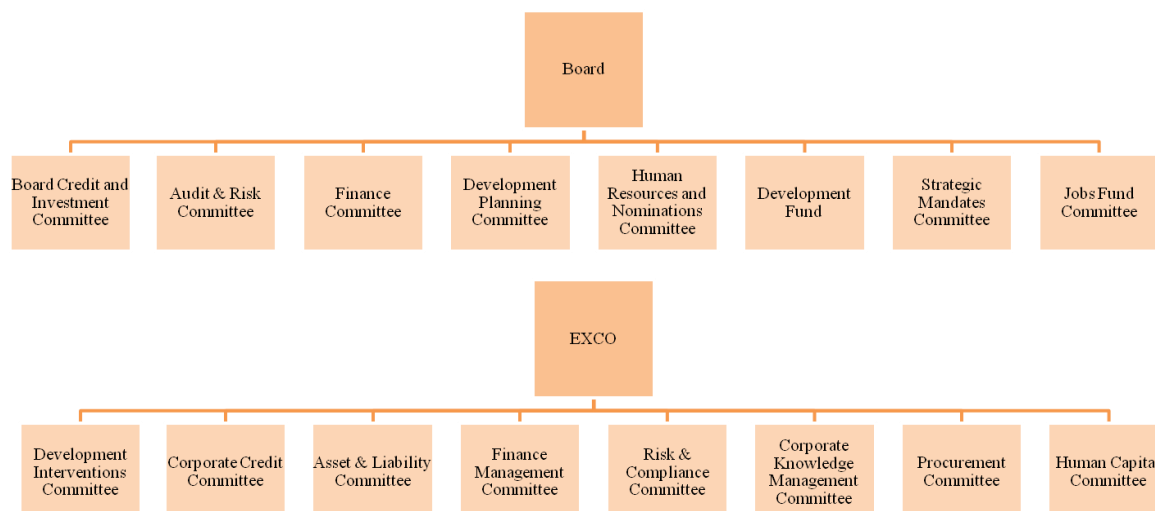 Board
Board Credit and
Investment
Committee
Audit & Risk
Committee
Finance
Committee
Development
Planning
Committee
Human
Resources and
Nominations
Committee
Development
Fund
Strategic
Mandates
Committee
Jobs Fund
Committee
EXCO
Development
Interventions
Committee
Corporate Credit
Committee
Asset & Liability
Committee
Finance
Management
Committee
Risk &
Compliance
Committee
Corporate
Knowledge
Management
Committee
Procurement
Committee
Human Capital
Committee